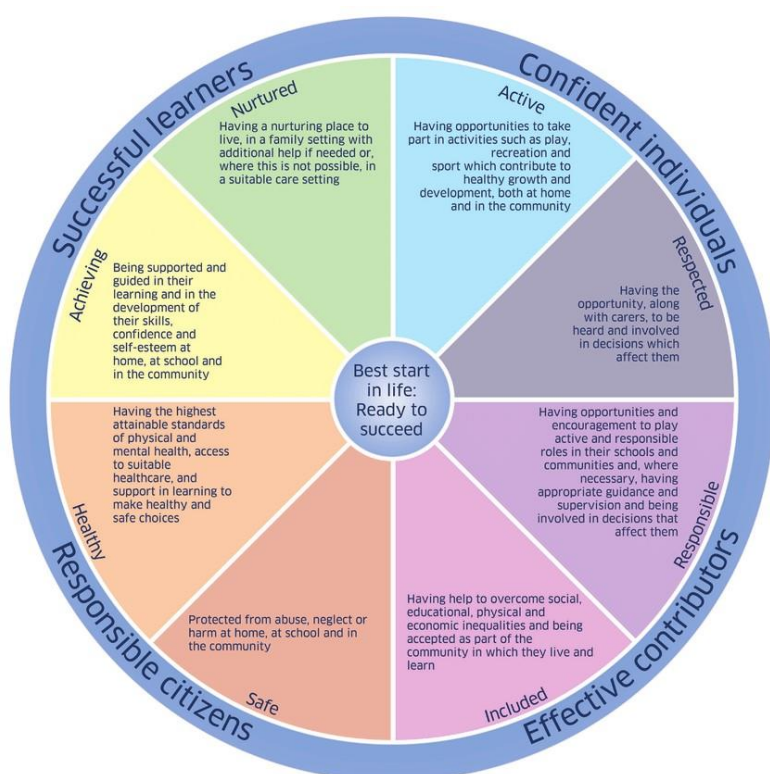 Successful learners
Confident individuals
Nurtured
Having a nurturing place to
live, in a family setting with
additional help if needed or,
where this is not possible, in
a suitable care setting
Active
Having opportunities to take
part in activities such as play,
recreation and
sport which contribute to
healthy growth and
development, both at home
and in the community
Achieving
Being supported and
guided in their
learning and in the
development of
their skills,
confidence and
self-esteem at
home, at school and
in the community
Respected
Having the
opportunity, along
with carers, to be
heard and involved
in decisions which
affect them
Best start
in life:
Ready to
succeed
Healthy
Having the highest
attainable standards
of physical and
mental health, access
to suitable
healthcare, and
support in learning to
make healthy and
safe choices
Responsible
Having opportunities and
encouragement to play
active and responsible
roles in their schools and
communities and, where
necessary, having
appropriate guidance and
supervision and being
involved in decisions that
affect them
Safe
Protected from abuse, neglect or
harm at home, at school and in
the community
Included
Having help to overcome social,
educational, physical and
economic inequalities and being
accepted as part of the
community in which they live and
learn
Responsible citizens
Effective contributors